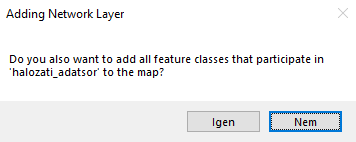 Adding Network Layer
Do you also want to add all feature classes that participate in
'halozati_adatsor' to the map?
Igen
Nem